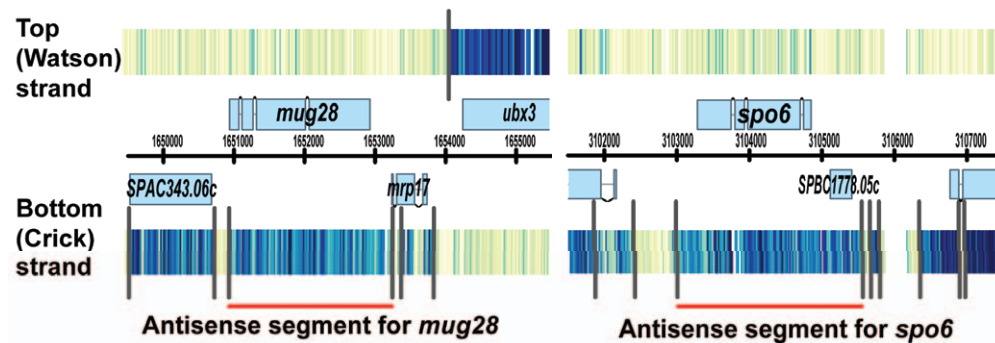 Top
(Watson)
strand
mug28
ubx3
spo6
1650000 1651000 1652000 1653000 1654000 1655000
3102000 3103000 3104000 3105000 3106000 3107000
SPAC343.06c
mrp17
SPBC1778.05c
Bottom
(Crick)
strand
Antisense segment for mug28
Antisense segment for spo6